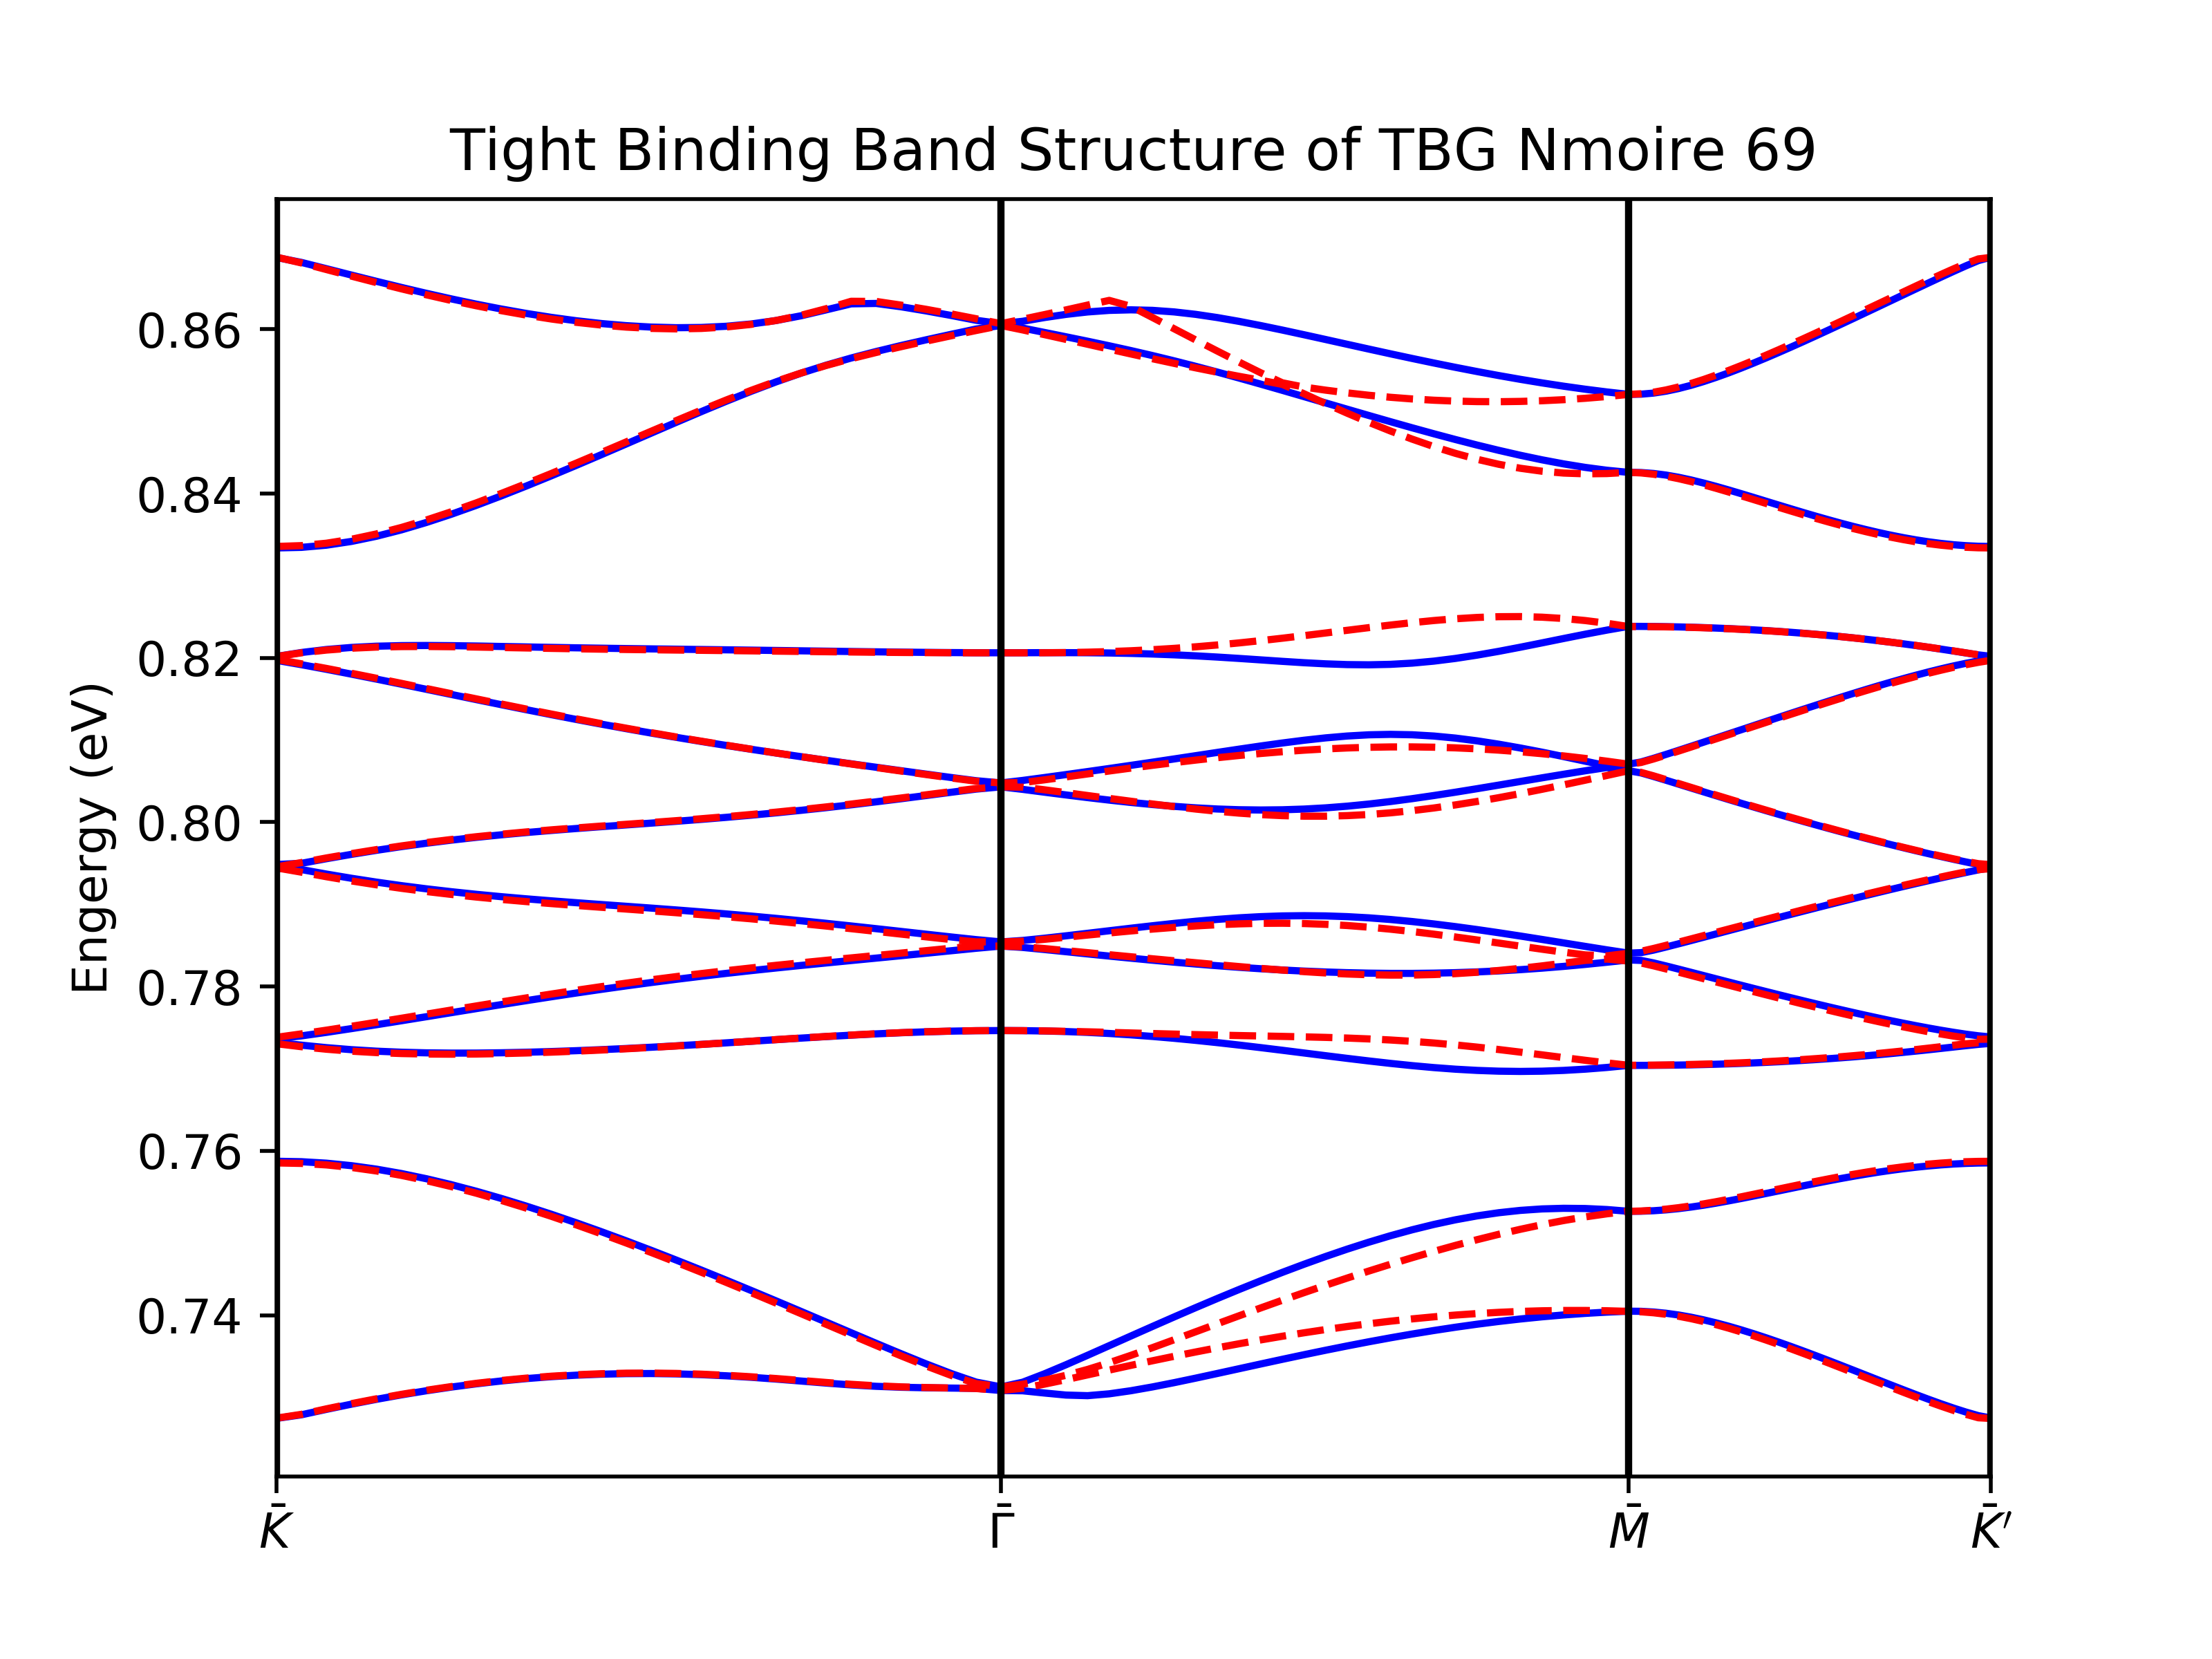 Tight Binding Band Structure of TBG Nmoire 69
Engergy (eV)
0.86
0.84
0.82
0.80
0.78
0.76
0.74
K̄
Γ̄
M̄
K̄′